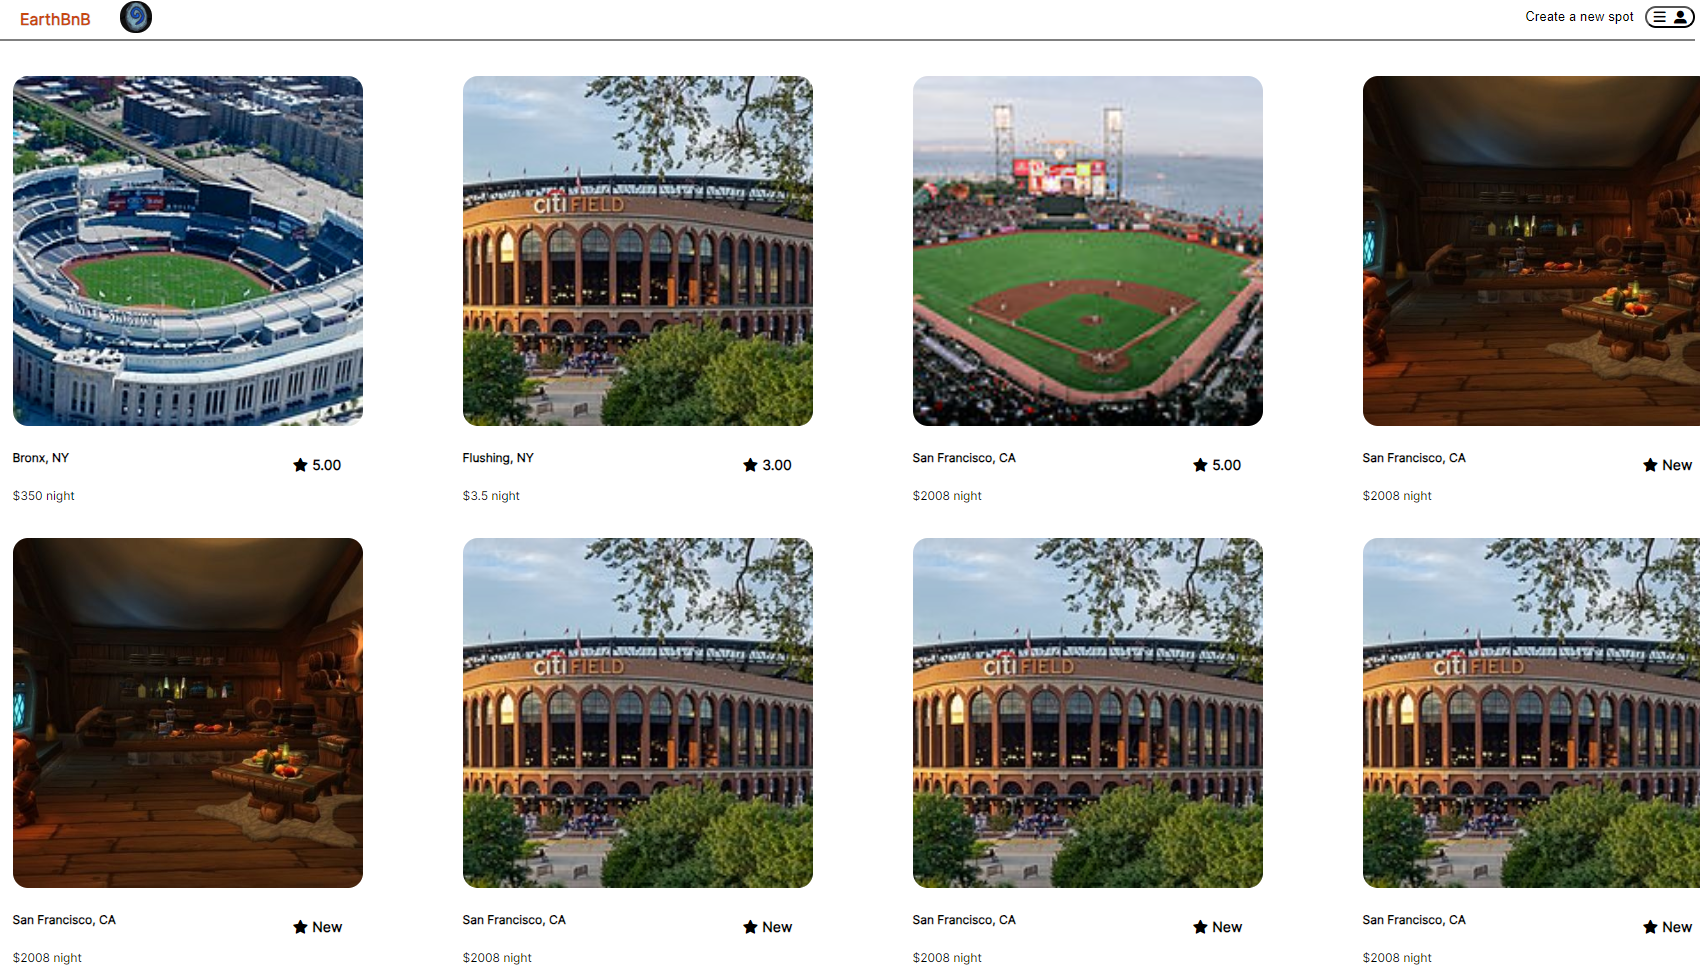 EarthBnB
Create a new spot
citi FIELD
Bronx, NY
5.00
$350 night
Flushing, NY
3.00
$3.5 night
San Francisco, CA
5.00
$2008 night
San Francisco, CA
New
$2008 night
citi FIELD
citi FIELD
citi FIELD
San Francisco, CA
New
$2008 night
San Francisco, CA
New
$2008 night
San Francisco, CA
New
$2008 night
San Francisco, CA
New
$2008 night